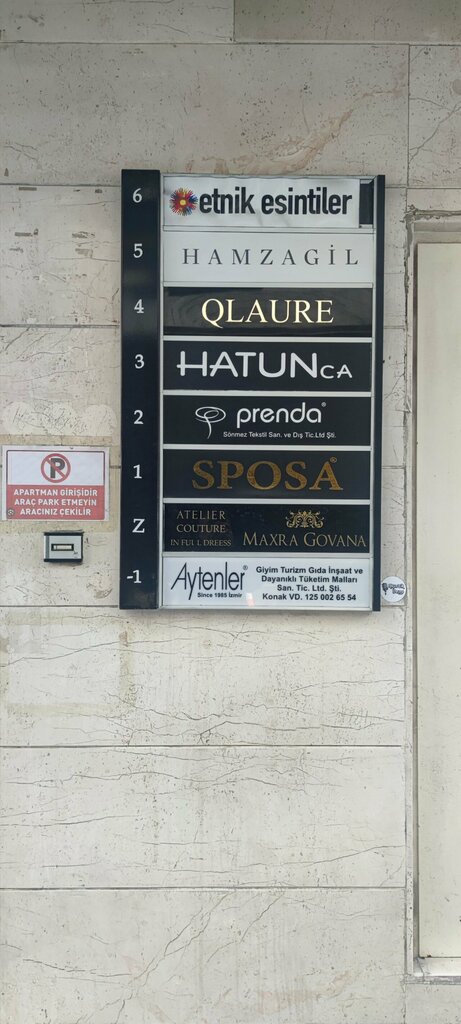 6
etnik esintiler
5
HAMZAGİL
4
QLAURE
3
HATUNCA
2
prenda®
Sönmez Tekstil San. ve Dış Tic.Ltd Şti.
1
SPOSA®
Z
ATELIER
COUTURE
IN FULL DREESS
MAXRA GOVANA
-1
Aytenler®
Since 1985 İzmir
Giyim Turizm Gıda İnşaat ve
Dayanıklı Tüketim Malları
San. Tic. Ltd. Şti.
Konak VD. 125 002 65 54
P
APARTMAN GİRİŞİDİR
ARAÇ PARK ETMEYİN
ARACINIZ ÇEKİLİR